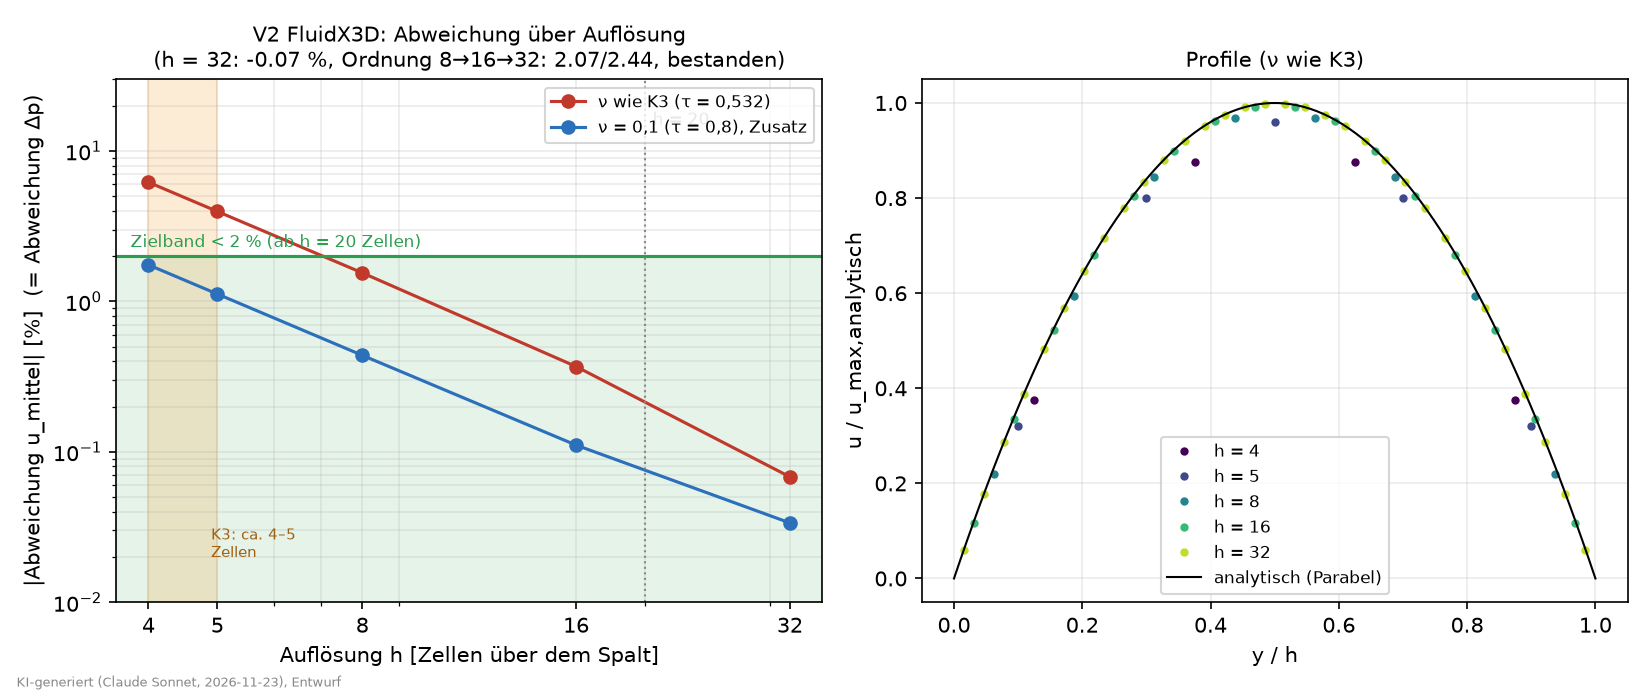 V2 FluidX3D: Abweichung über Auflösung
(h = 32: -0.07 %, Ordnung 8→16→32: 2.07/2.44, bestanden)
|Abweichung u_mittel| [%]  (= Abweichung Δp)
10¹
10⁰
10⁻¹
10⁻²
ν wie K3 (τ = 0,532)
ν = 0,1 (τ = 0,8), Zusatz
h = 20
Zielband < 2 % (ab h = 20 Zellen)
K3: ca. 4–5
Zellen
4 5 8 16 32
Auflösung h [Zellen über dem Spalt]
Profile (ν wie K3)
u / u_max,analytisch
1.0
0.8
0.6
0.4
0.2
0.0
h = 4
h = 5
h = 8
h = 16
h = 32
analytisch (Parabel)
0.0 0.2 0.4 0.6 0.8 1.0
y / h
KI-generiert (Claude Sonnet, 2026-11-23), Entwurf